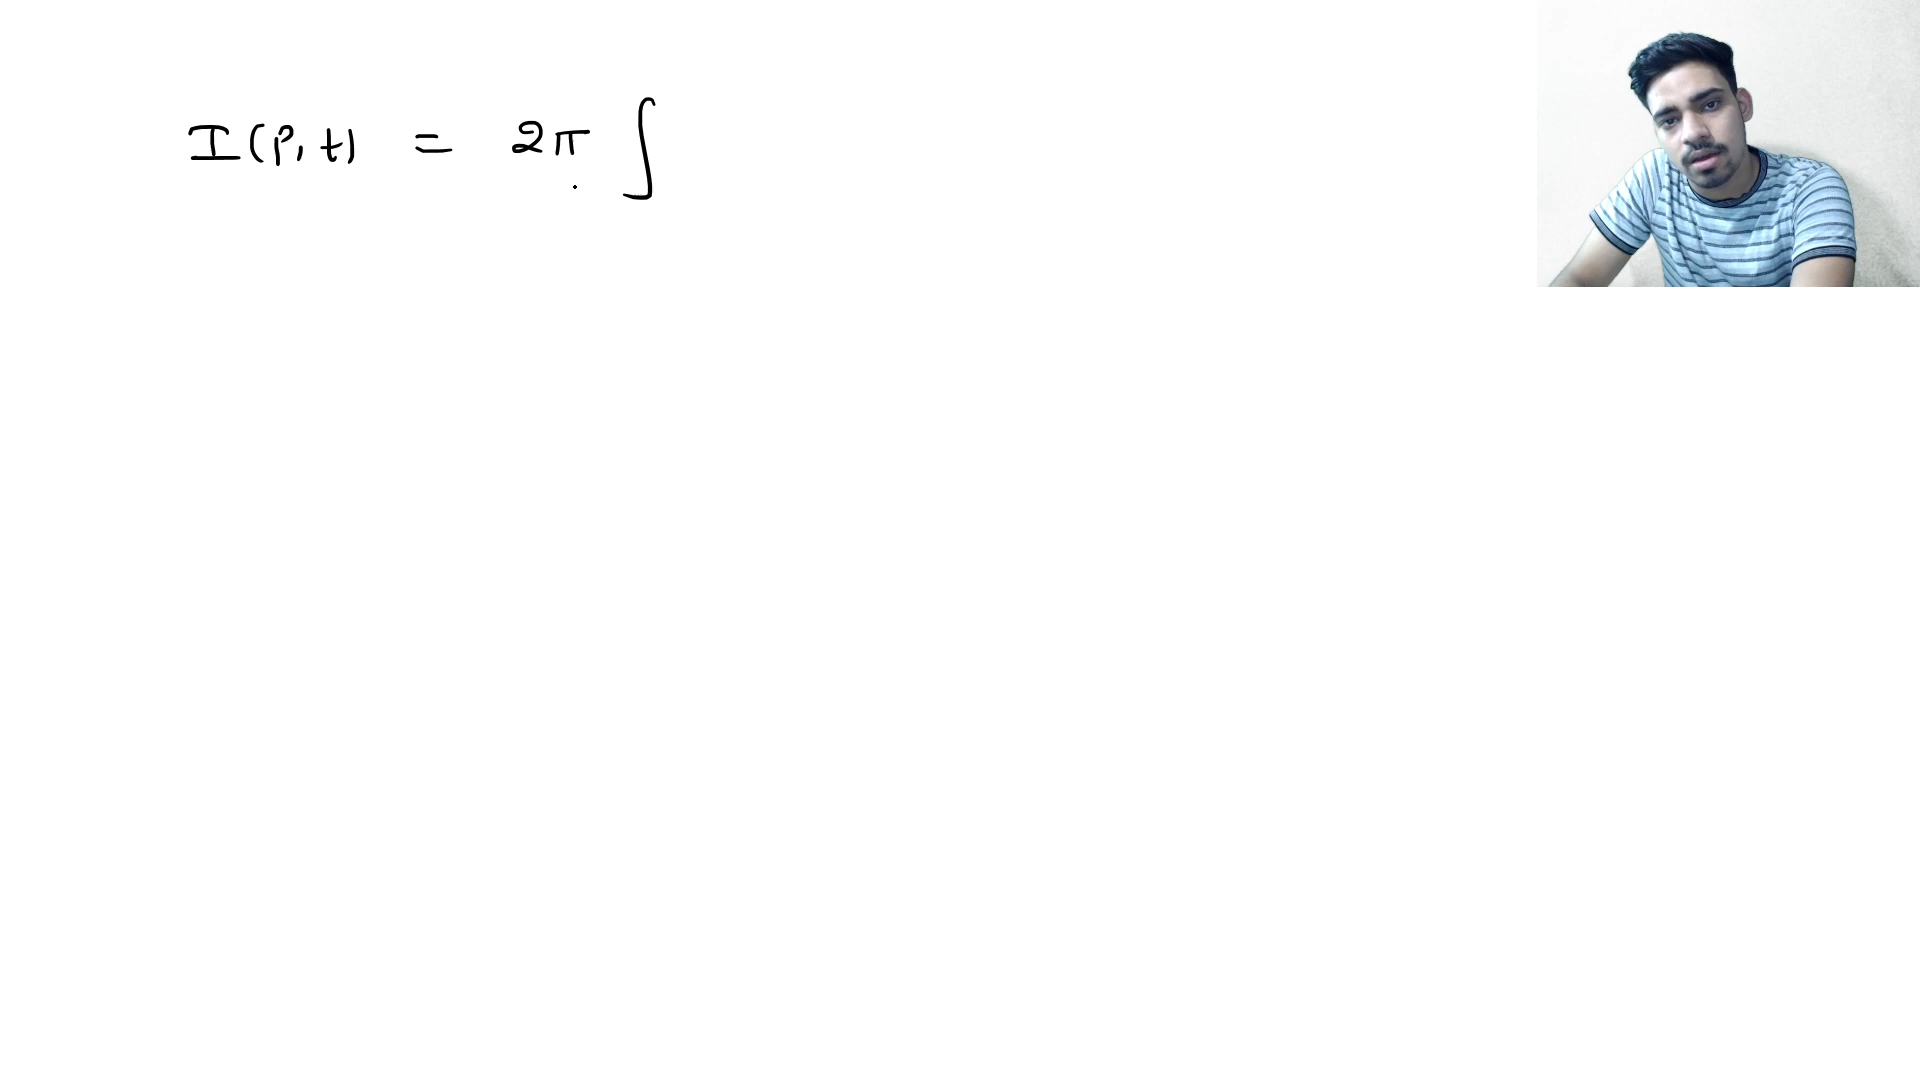 I(p,t) = 2π ∫